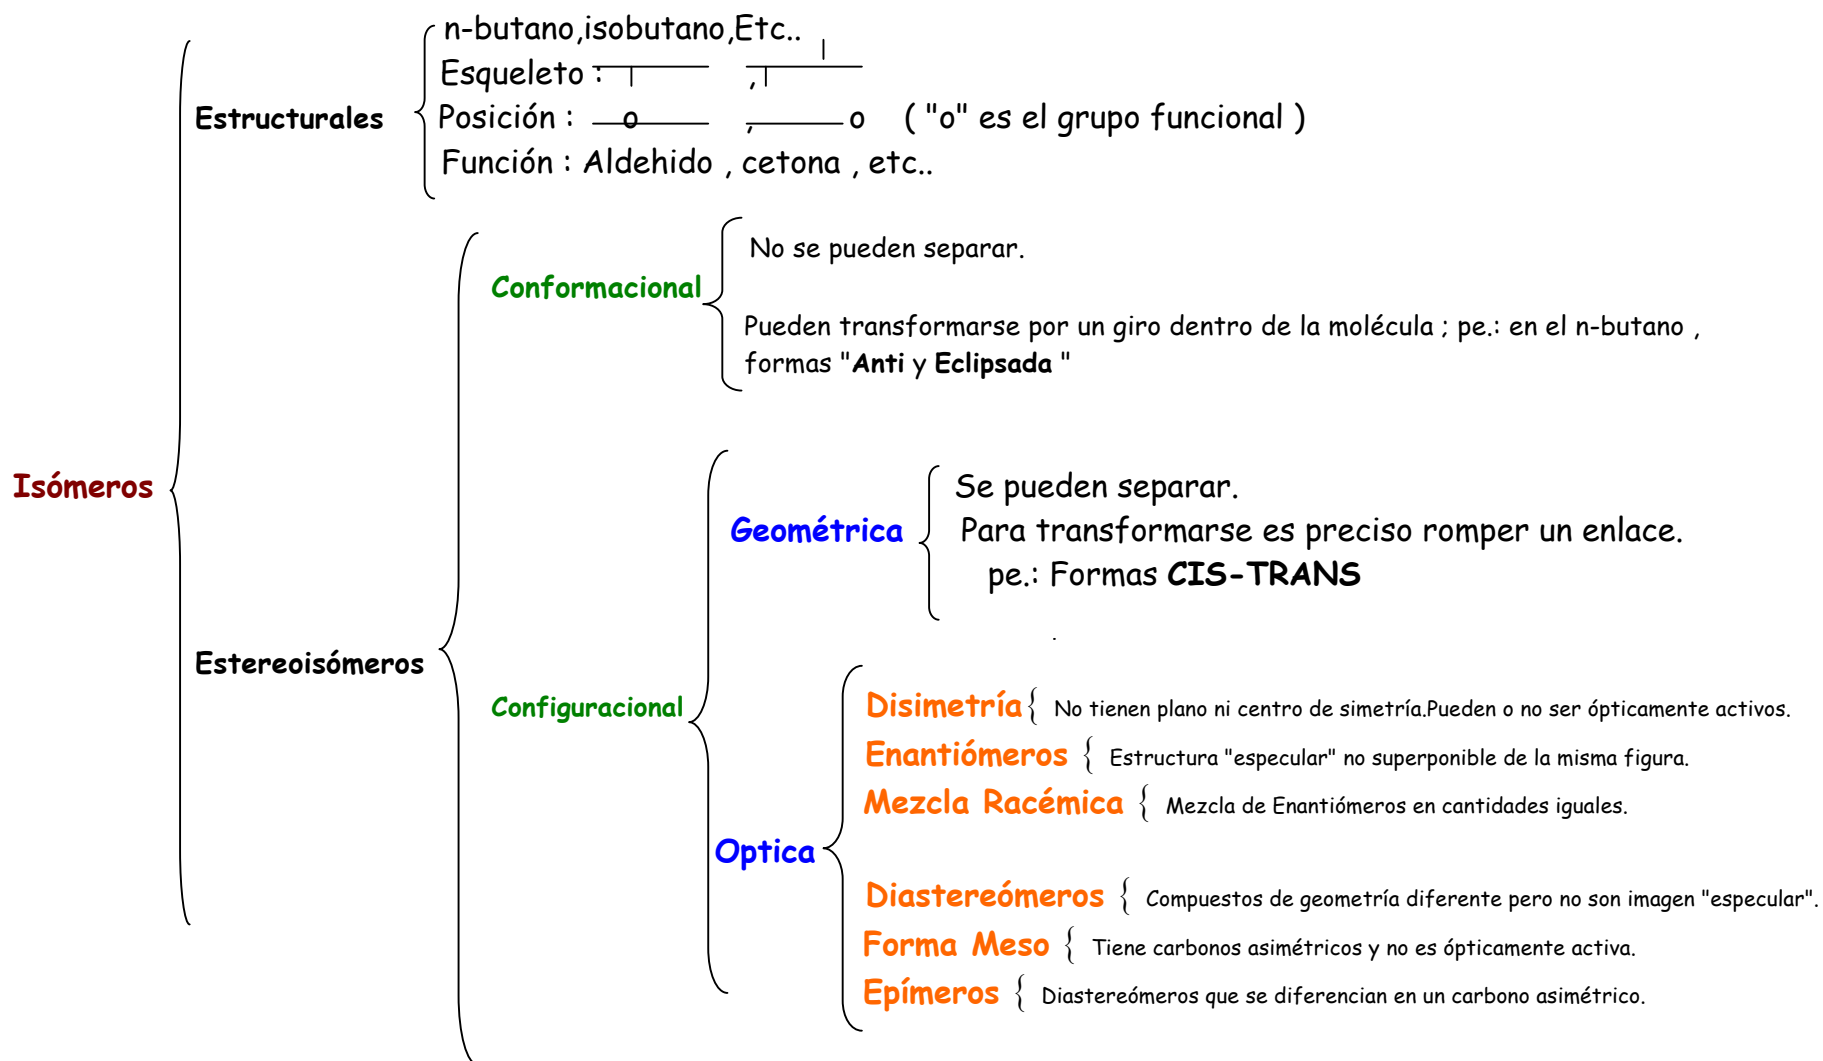 n-butano,isobutano,Etc..
Esqueleto : ,
Estructurales
Posición : o , o ( "o" es el grupo funcional )
Función : Aldehido , cetona , etc..
No se pueden separar.
Conformacional
Pueden transformarse por un giro dentro de la molécula ; pe.: en el n-butano ,
formas "Anti y Eclipsada "
Isómeros
Se pueden separar.
Geométrica
Para transformarse es preciso romper un enlace.
pe.: Formas CIS-TRANS
Estereoisómeros
Configuracional
Disimetría { No tienen plano ni centro de simetría.Pueden o no ser ópticamente activos.
Enantiómeros { Estructura "especular" no superponible de la misma figura.
Mezcla Racémica { Mezcla de Enantiómeros en cantidades iguales.
Optica
Diastereómeros { Compuestos de geometría diferente pero no son imagen "especular".
Forma Meso { Tiene carbonos asimétricos y no es ópticamente activa.
Epímeros { Diastereómeros que se diferencian en un carbono asimétrico.